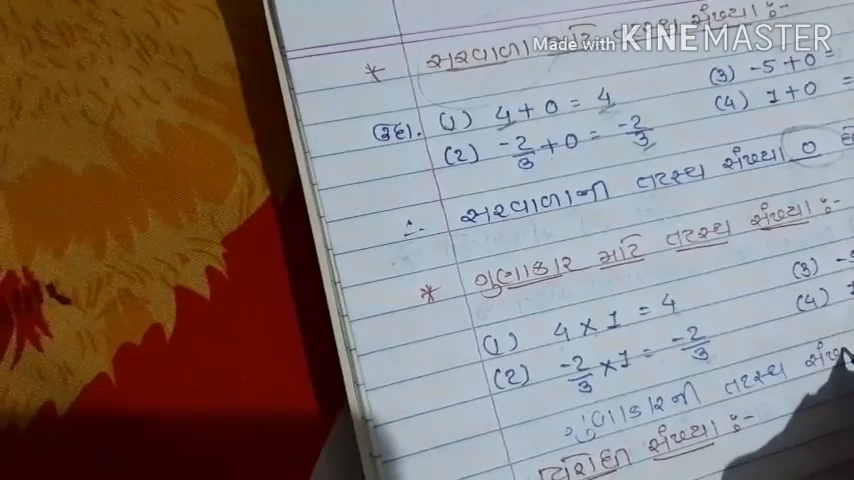 Made with KINEMASTER
* સરવાળા માટે તટસ્થ સંખ્યા :-
ઉદા. (1) 4 + 0 = 4 (3) -5 + 0 =
(2) -2/3 + 0 = -2/3 (4) 1 + 0 =
∴ સરવાળાની તટસ્થ સંખ્યા 0 છે
* ગુણાકાર માટે તટસ્થ સંખ્યા :-
(1) 4 × 1 = 4 (3)
(2) -2/3 × 1 = -2/3 (4)
ગુણાકારની તટસ્થ
વિરોધી સંખ્યા :-